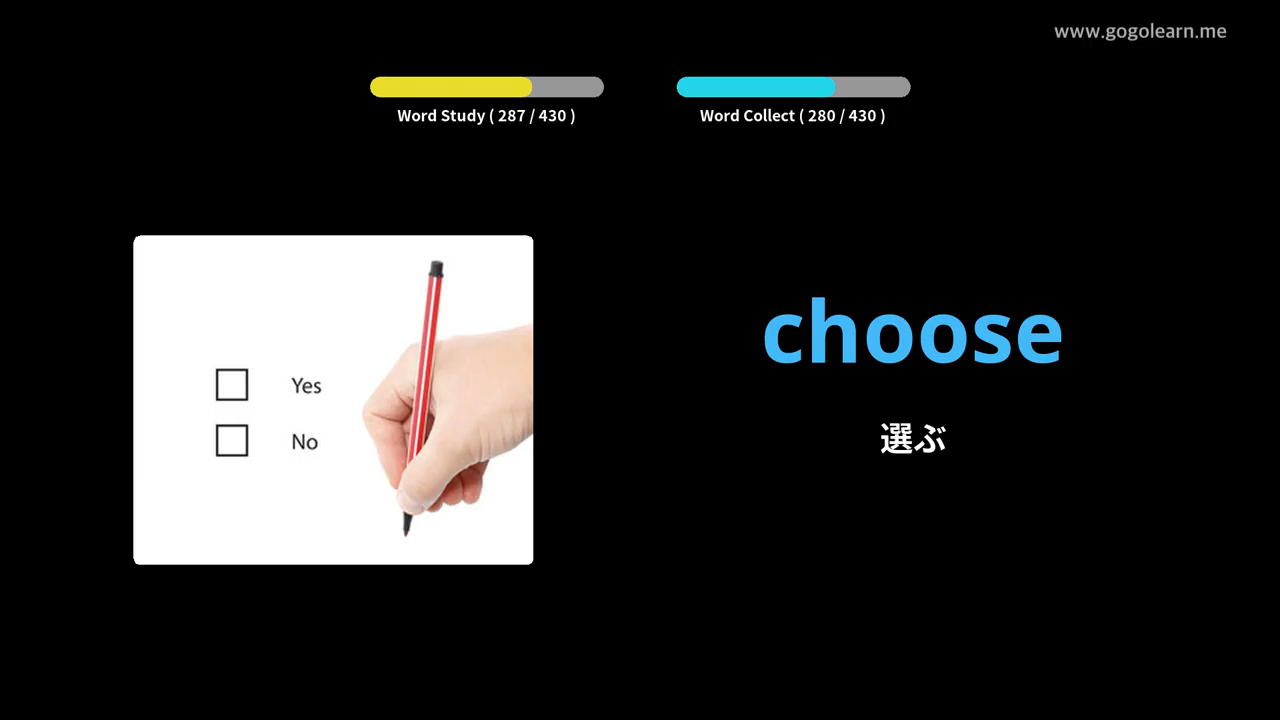 www.gogolearn.me
Word Study ( 287 / 430 )
Word Collect ( 280 / 430 )
Yes
No
choose
選ぶ